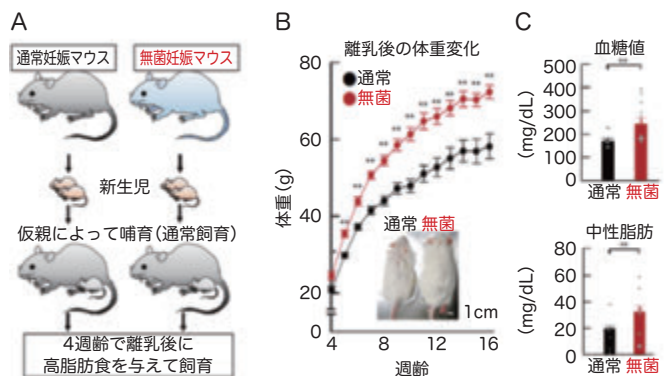 A
通常妊娠マウス
無菌妊娠マウス
新生児
仮親によって哺育(通常飼育)
4週齢で離乳後に
高脂肪食を与えて飼育
B
離乳後の体重変化
80
60
40
20
0
体重(g)
通常
無菌
**
**
**
**
**
**
**
**
**
**
**
**
通常 無菌
1cm
4
8
12
16
週齢
C
血糖値
500
400
300
200
100
0
(mg/dL)
**
通常 無菌
中性脂肪
80
60
40
20
0
(mg/dL)
通常 無菌